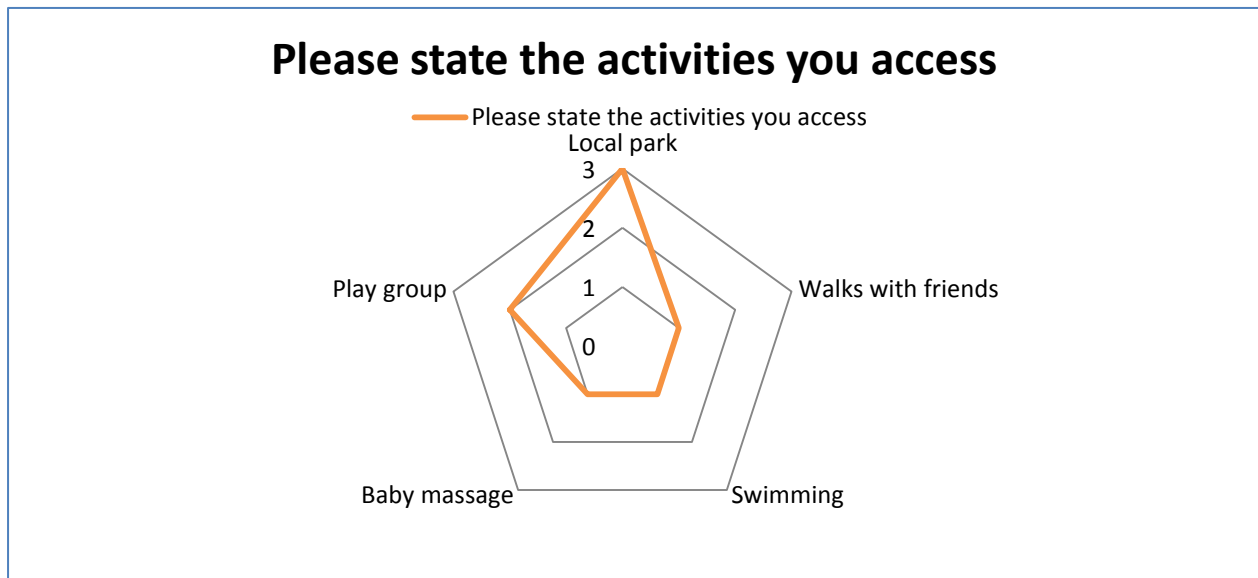 Please state the activities you access
Please state the activities you access
Local park
3
2
1
0
Play group
Walks with friends
Baby massage
Swimming